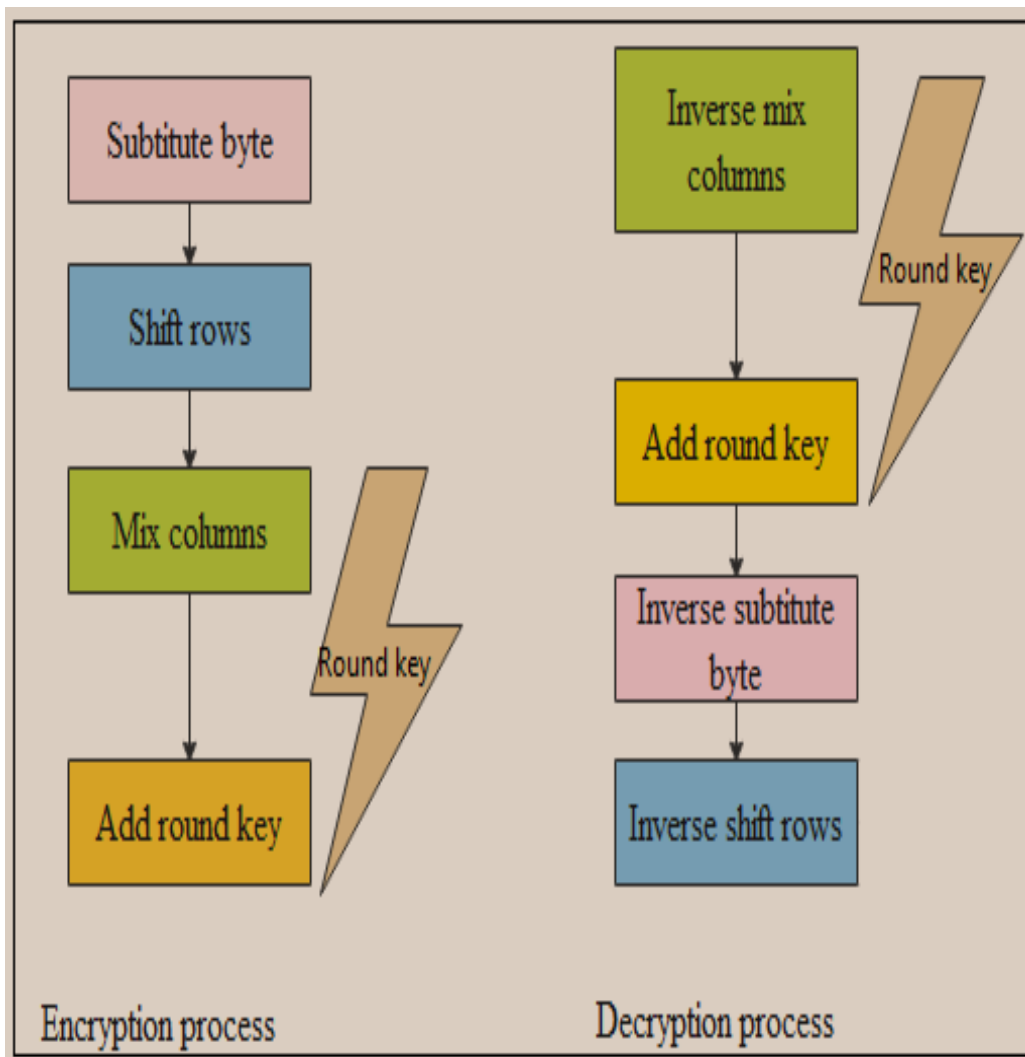 Subtitute byte
Shift rows
Mix columns
Round key
Add round key
Encryption process
Inverse mix
columns
Round key
Add round key
Inverse subtitute
byte
Inverse shift rows
Decryption process